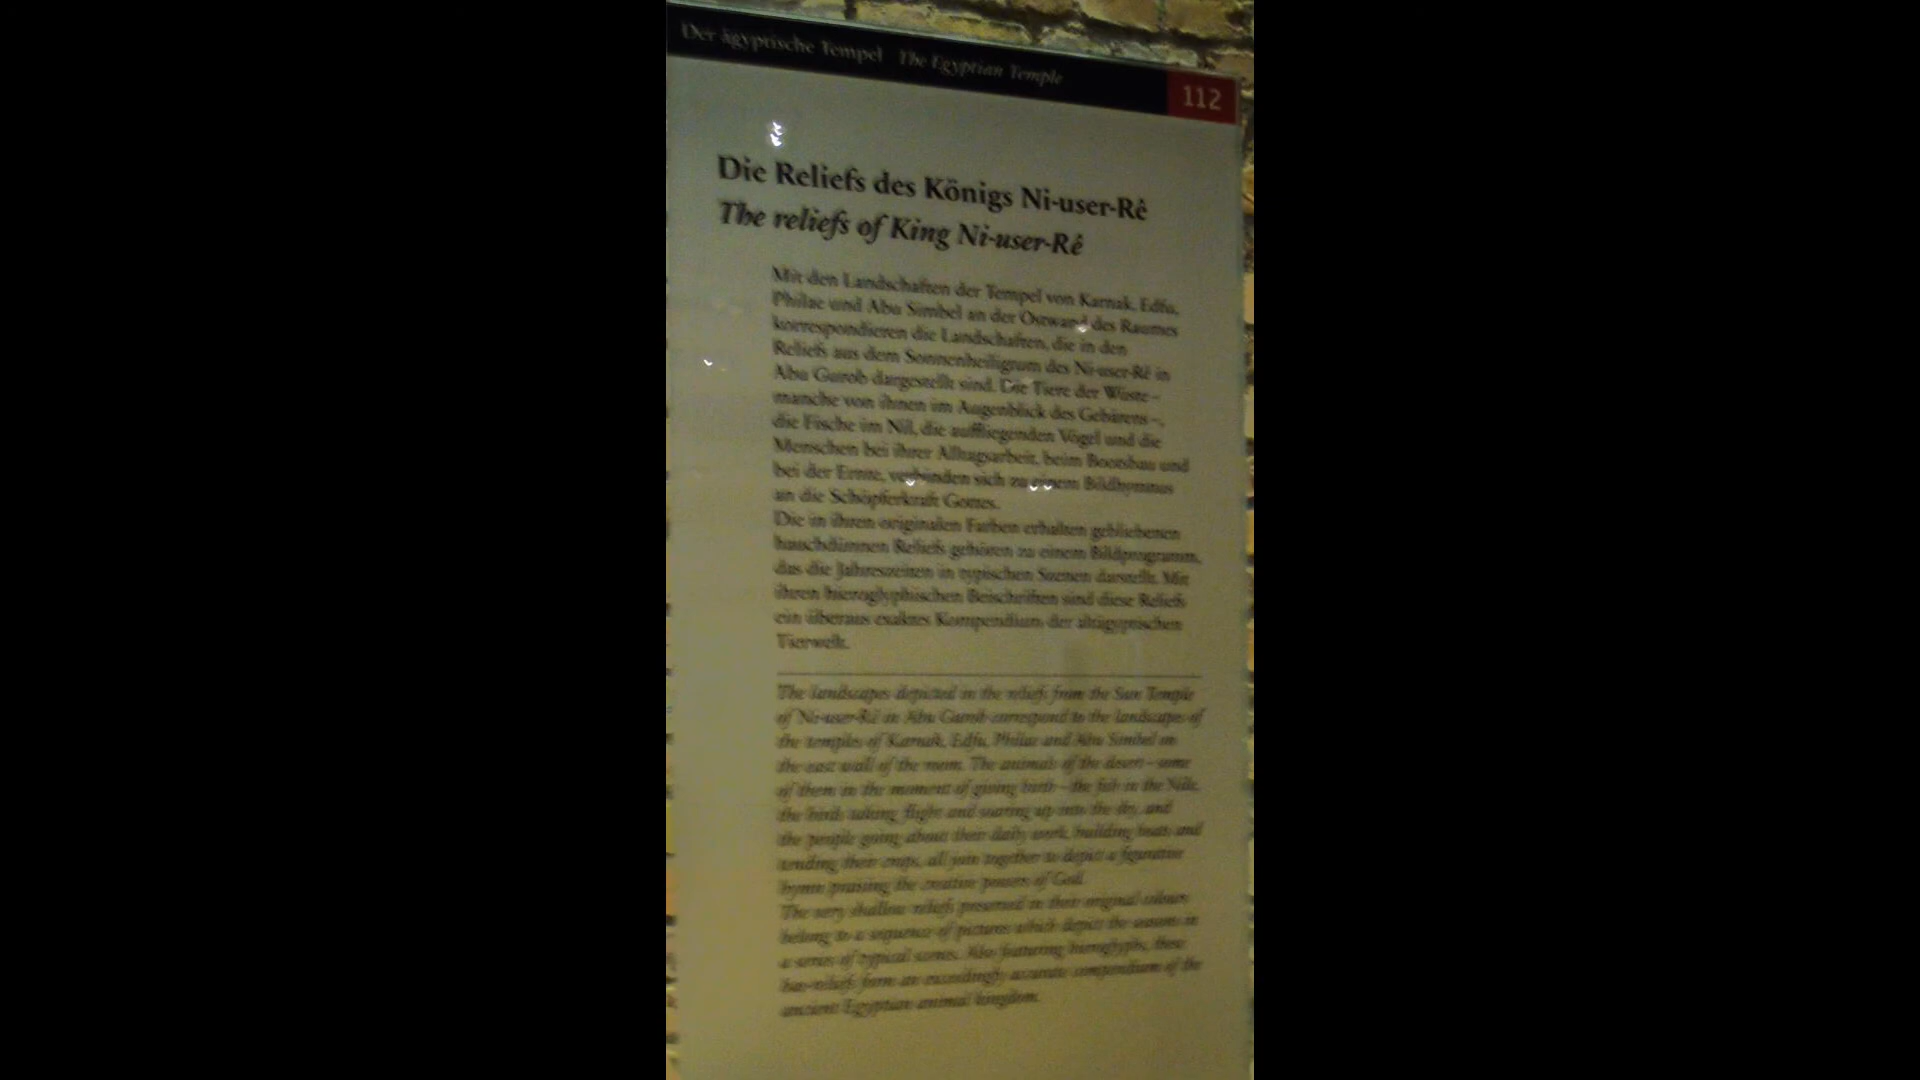 Der ägyptische Tempel The Egyptian Temple
112
Die Reliefs des Königs Ni-user-Rê
The reliefs of King Ni-user-Rê
Mit den Landschaften der Tempel von Karnak, Edfu,
Philae und Abu Simbel an der Ostwand des Raumes
korrespondieren die Landschaften, die in den
Reliefs aus dem Sonnenheiligtum des Ni-user-Rê in
Abu Gurob dargestellt sind. Die Tiere der Wüste –
manche von ihnen im Augenblick des Gebärens –,
die Fische im Nil, die auffliegenden Vögel und die
Menschen bei ihrer Alltagsarbeit, beim Bootsbau und
bei der Ernte, verbinden sich zu einem Bildhymnus
an die Schöpferkraft Gottes.
Die in ihren originalen Farben erhalten gebliebenen
hauchdünnen Reliefs gehören zu einem Bildprogramm,
das die Jahreszeiten in typischen Szenen darstellt. Mit
ihren hieroglyphischen Beischriften sind diese Reliefs
ein überaus exaktes Kompendium der altägyptischen
Tierwelt.
The landscapes depicted in the reliefs from the Sun Temple
of Ni-user-Rê in Abu Gurob correspond to the landscapes of
the temples of Karnak, Edfu, Philae and Abu Simbel on
the east wall of the room. The animals of the desert – some
of them in the moment of giving birth – the fish in the Nile,
the birds taking flight and soaring up into the sky, and
the people going about their daily work, building boats and
tending their crops, all join together to depict a figurative
hymn praising the creative powers of God.
The very shallow reliefs preserved in their original colours
belong to a sequence of pictures which depict the seasons in
a series of typical scenes. Also featuring hieroglyphs, these
bas-reliefs form an exceedingly accurate compendium of the
ancient Egyptian animal kingdom.